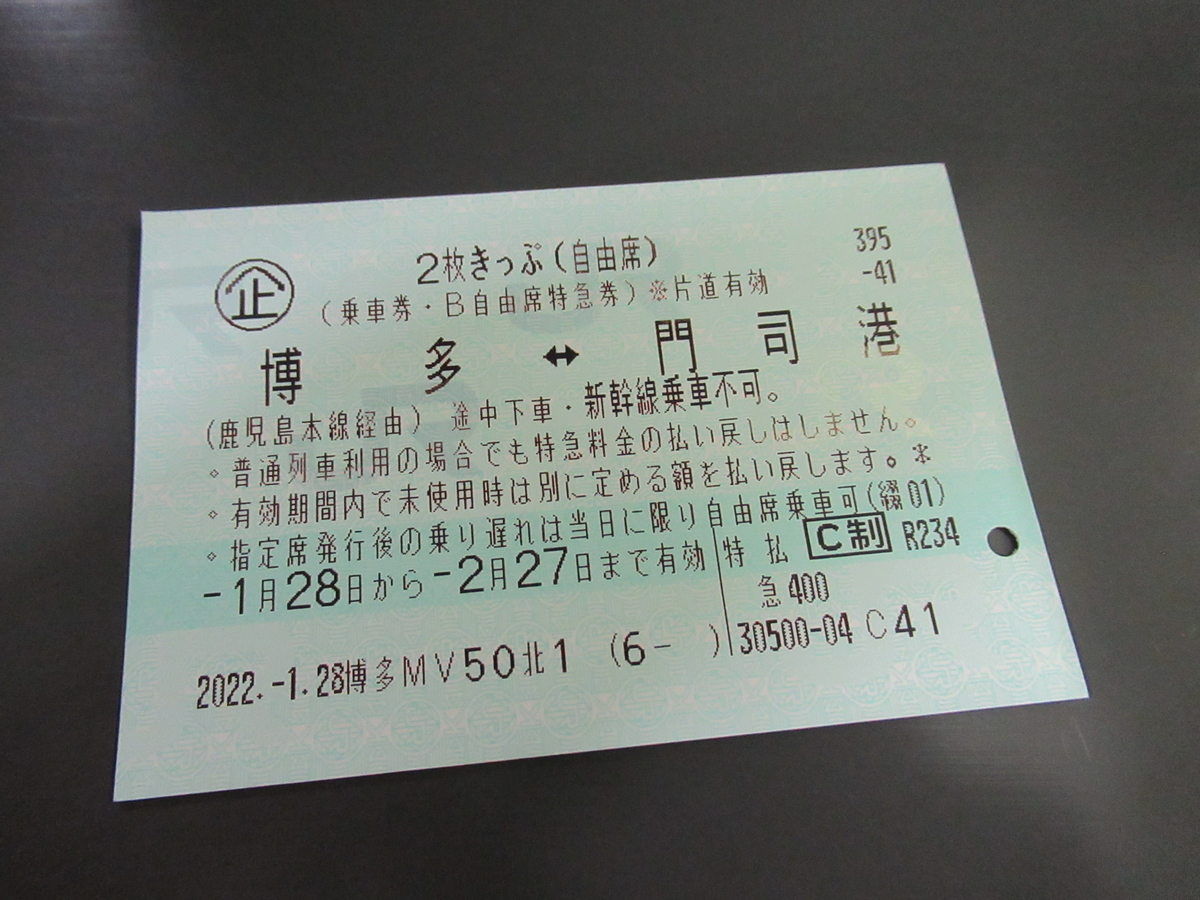 2枚きっぷ(自由席)
395
-41
企
(乗車券・B自由席特急券)※片道有効
博多↔門司港
(鹿児島本線経由) 途中下車・新幹線乗車不可。
・普通列車利用の場合でも特急料金の払い戻しはしません。
・有効期間内で未使用時は別に定める額を払い戻します。*
・指定席発行後の乗り遅れは当日に限り自由席乗車可(綴01)
-1月28日から-2月27日まで有効
特払 C制 R234
急400
2022.-1.28博多MV50北1 (6- ) 30500-04 C41